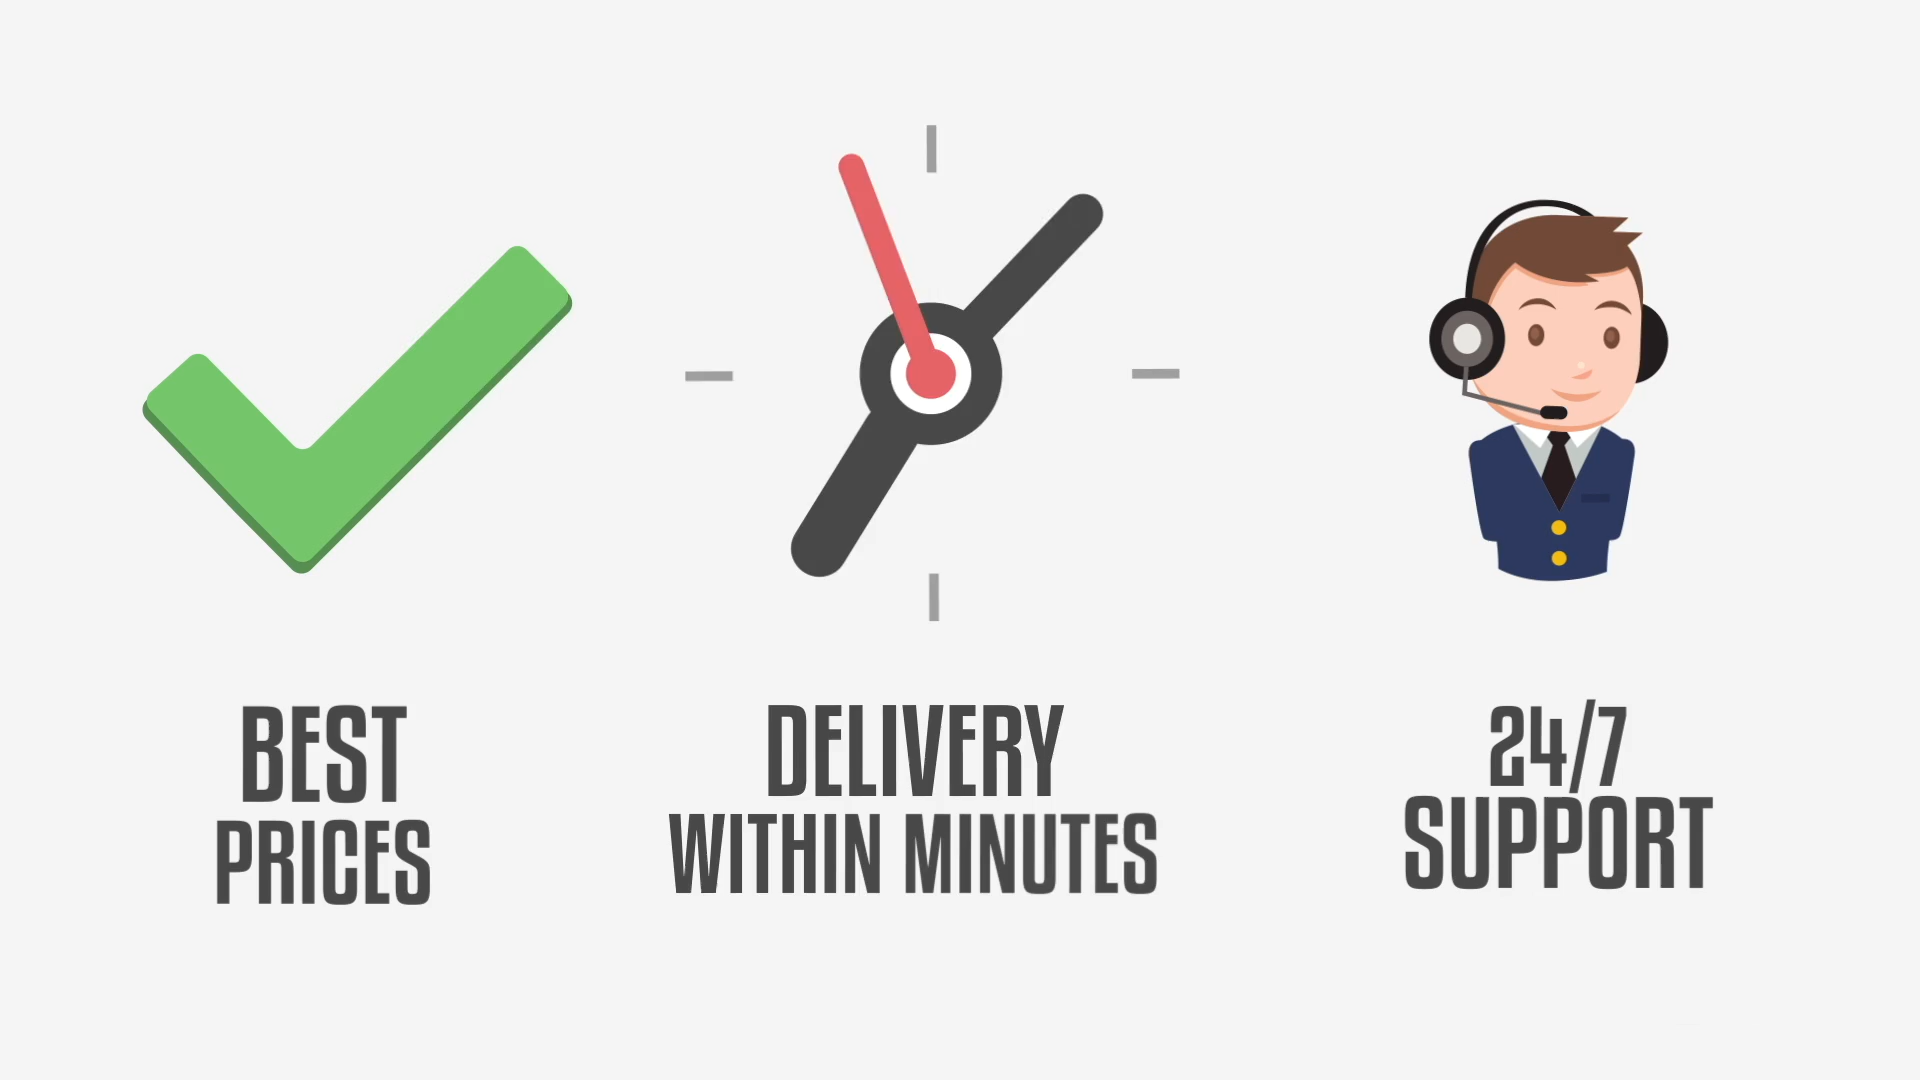 BEST
PRICES
DELIVERY
WITHIN MINUTES
24/7
SUPPORT